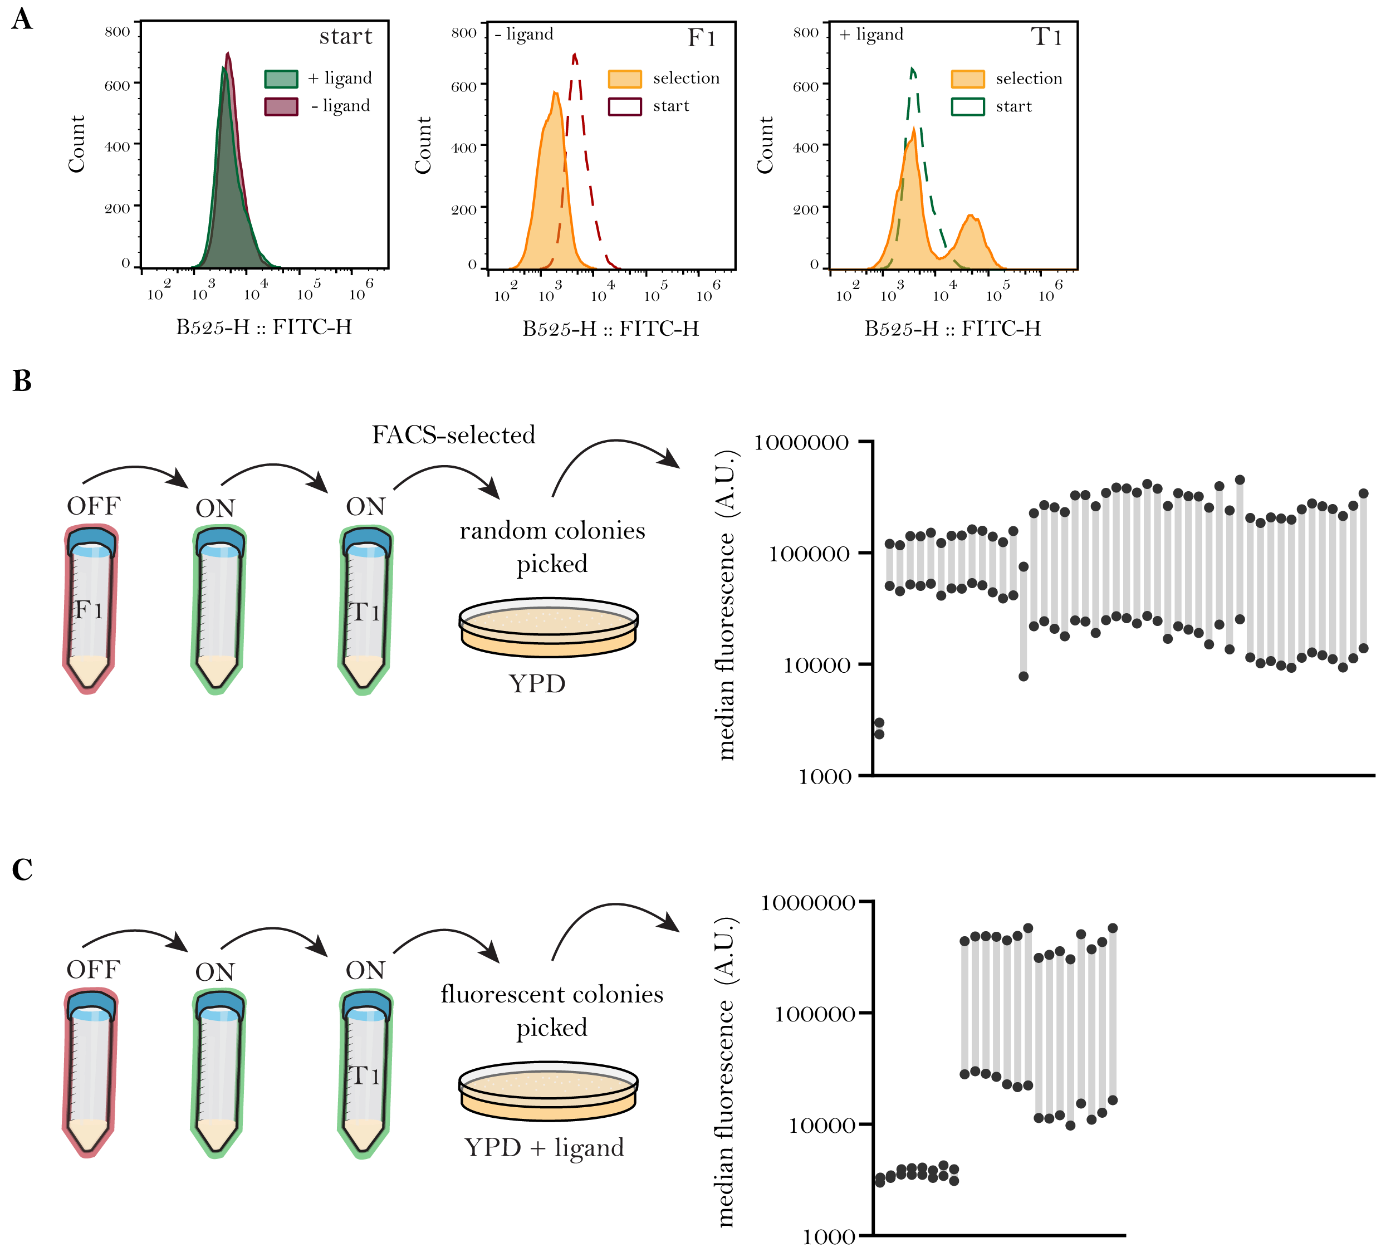 A
start
+ ligand
- ligand
800
600
400
200
0
Count
10^2 10^3 10^4 10^5 10^6
B525-H :: FITC-H
- ligand
F1
selection
start
800
600
400
200
0
Count
10^2 10^3 10^4 10^5 10^6
B525-H :: FITC-H
+ ligand
T1
selection
start
800
600
400
200
0
Count
10^2 10^3 10^4 10^5 10^6
B525-H :: FITC-H
B
FACS-selected
OFF
ON
ON
F1
T1
random colonies
picked
YPD
median fluorescence (A.U.)
1000000
100000
10000
1000
C
OFF
ON
ON
T1
fluorescent colonies
picked
YPD + ligand
median fluorescence (A.U.)
1000000
100000
10000
1000